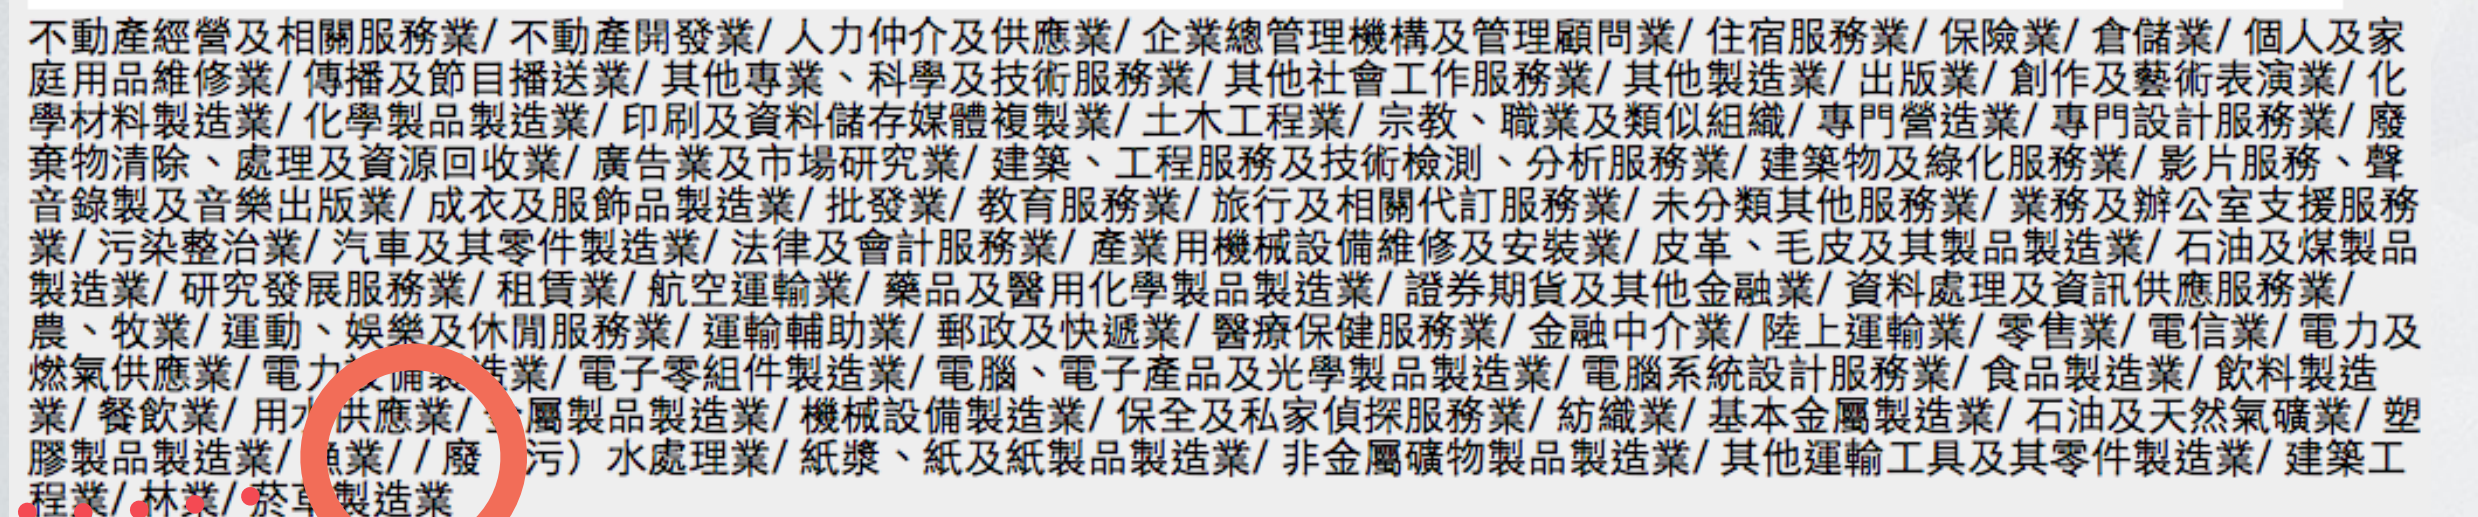 不動產經營及相關服務業/ 不動產開發業/ 人力仲介及供應業/ 企業總管理機構及管理顧問業/ 住宿服務業/ 保險業/ 倉儲業/ 個人及家
庭用品維修業/ 傳播及節目播送業/ 其他專業、科學及技術服務業/ 其他社會工作服務業/ 其他製造業/ 出版業/ 創作及藝術表演業/ 化
學材料製造業/ 化學製品製造業/ 印刷及資料儲存媒體複製業/ 土木工程業/ 宗教、職業及類似組織/ 專門營造業/ 專門設計服務業/ 廢
棄物清除、處理及資源回收業/ 廣告業及市場研究業/ 建築、工程服務及技術檢測、分析服務業/ 建築物及綠化服務業/ 影片服務、聲
音錄製及音樂出版業/ 成衣及服飾品製造業/ 批發業/ 教育服務業/ 旅行及相關代訂服務業/ 未分類其他服務業/ 業務及辦公室支援服務
業/ 污染整治業/ 汽車及其零件製造業/ 法律及會計服務業/ 產業用機械設備維修及安裝業/ 皮革、毛皮及其製品製造業/ 石油及煤製品
製造業/ 研究發展服務業/ 租賃業/ 航空運輸業/ 藥品及醫用化學製品製造業/ 證券期貨及其他金融業/ 資料處理及資訊供應服務業/
農、牧業/ 運動、娛樂及休閒服務業/ 運輸輔助業/ 郵政及快遞業/ 醫療保健服務業/ 金融中介業/ 陸上運輸業/ 零售業/ 電信業/ 電力及
燃氣供應業/ 電力設備製造業/ 電子零組件製造業/ 電腦、電子產品及光學製品製造業/ 電腦系統設計服務業/ 食品製造業/ 飲料製造
業/ 餐飲業/ 用水供應業/ 金屬製品製造業/ 機械設備製造業/ 保全及私家偵探服務業/ 紡織業/ 基本金屬製造業/ 石油及天然氣礦業/ 塑
膠製品製造業/ 漁業/ / 廢 污）水處理業/ 紙漿、紙及紙製品製造業/ 非金屬礦物製品製造業/ 其他運輸工具及其零件製造業/ 建築工
程業/ 林業/ 菸草製造業